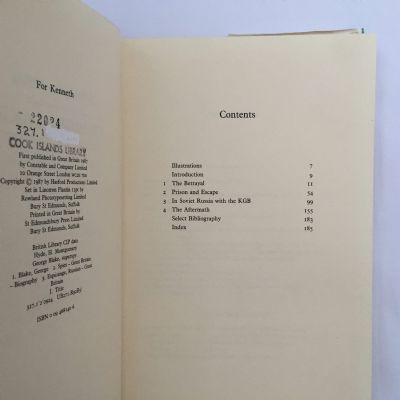 For Kenneth
22024
327.1
COOK ISLANDS LIBRARY
First published in Great Britain 1987
by Constable and Company Limited
10 Orange Street London WC2H 7EG
Copyright © 1987 by Harford Productions Limited
Set in Linotron Plantin 11pt by
Rowland Phototypesetting Limited
Bury St Edmunds, Suffolk
Printed in Great Britain by
St Edmundsbury Press Limited
Bury St Edmunds, Suffolk
British Library CIP data
Hyde, H. Montgomery
George Blake, superspy
1. Blake, George 2. Spies – Great Britain
– Biography 3. Espionage, Russian – Great
Britain
I. Title
ISBN
Contents
Illustrations 7
Introduction 9
1 The Betrayal 11
2 Prison and Escape 54
3 In Soviet Russia with the KGB 99
4 The Aftermath 155
Select Bibliography 183
Index 185